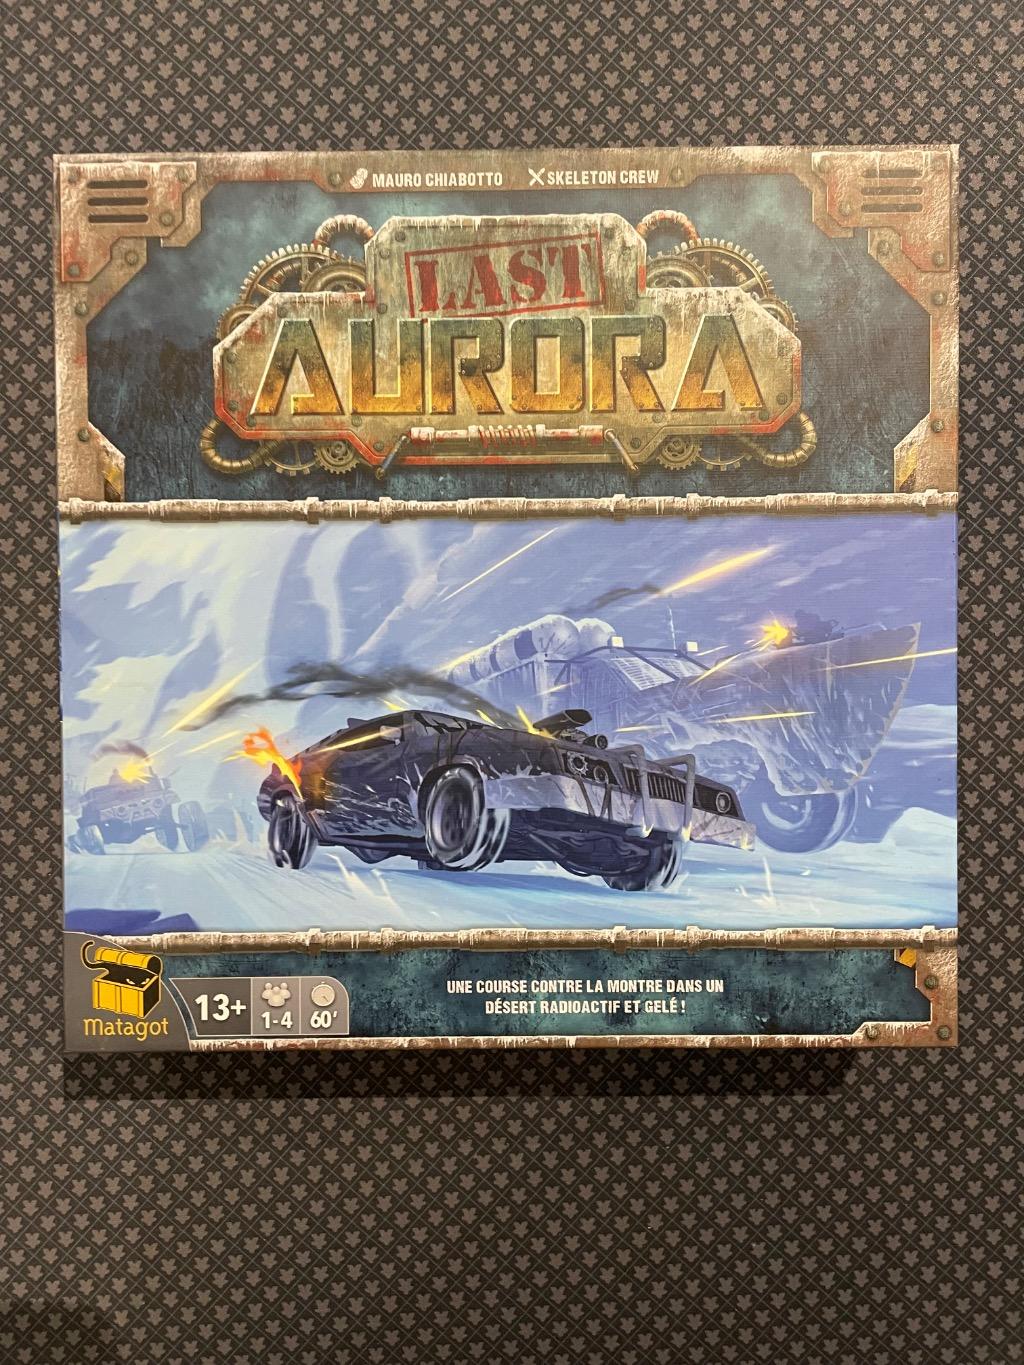 MAURO CHIABOTTO SKELETON CREW
LAST
AURORA
UNE COURSE CONTRE LA MONTRE DANS UN
DÉSERT RADIOACTIF ET GELÉ !
13+
1-4
60'
matagot